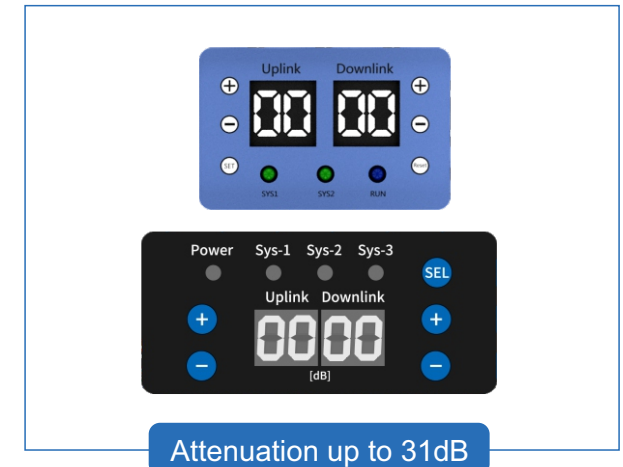 Uplink Downlink
+ +
00 00
− −
SET Reset
SYS1 SYS2 RUN
Power Sys-1 Sys-2 Sys-3
SEL
Uplink Downlink
+ +
00 00
− −
[dB]
Attenuation up to 31dB